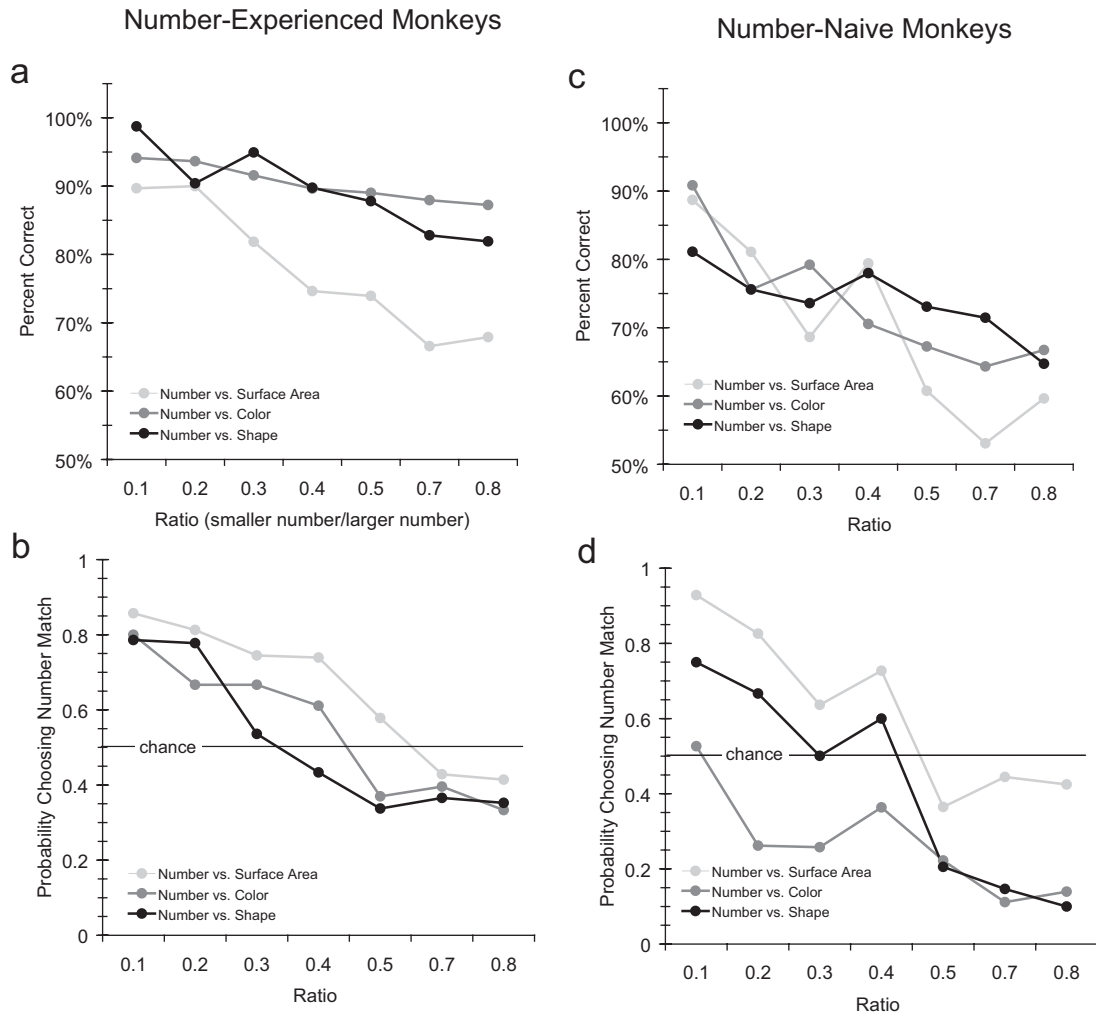 Number-Experienced Monkeys
Number-Naive Monkeys
a
100%
90%
80%
70%
60%
50%
Percent Correct
Number vs. Surface Area
Number vs. Color
Number vs. Shape
0.1 0.2 0.3 0.4 0.5 0.7 0.8
Ratio (smaller number/larger number)
c
100%
90%
80%
70%
60%
50%
Percent Correct
Number vs. Surface Area
Number vs. Color
Number vs. Shape
0.1 0.2 0.3 0.4 0.5 0.7 0.8
Ratio
b
1
0.8
0.6
0.4
0.2
0
Probability Choosing Number Match
chance
Number vs. Surface Area
Number vs. Color
Number vs. Shape
0.1 0.2 0.3 0.4 0.5 0.7 0.8
Ratio
d
1
0.8
0.6
0.4
0.2
0
Probability Choosing Number Match
chance
Number vs. Surface Area
Number vs. Color
Number vs. Shape
0.1 0.2 0.3 0.4 0.5 0.7 0.8
Ratio